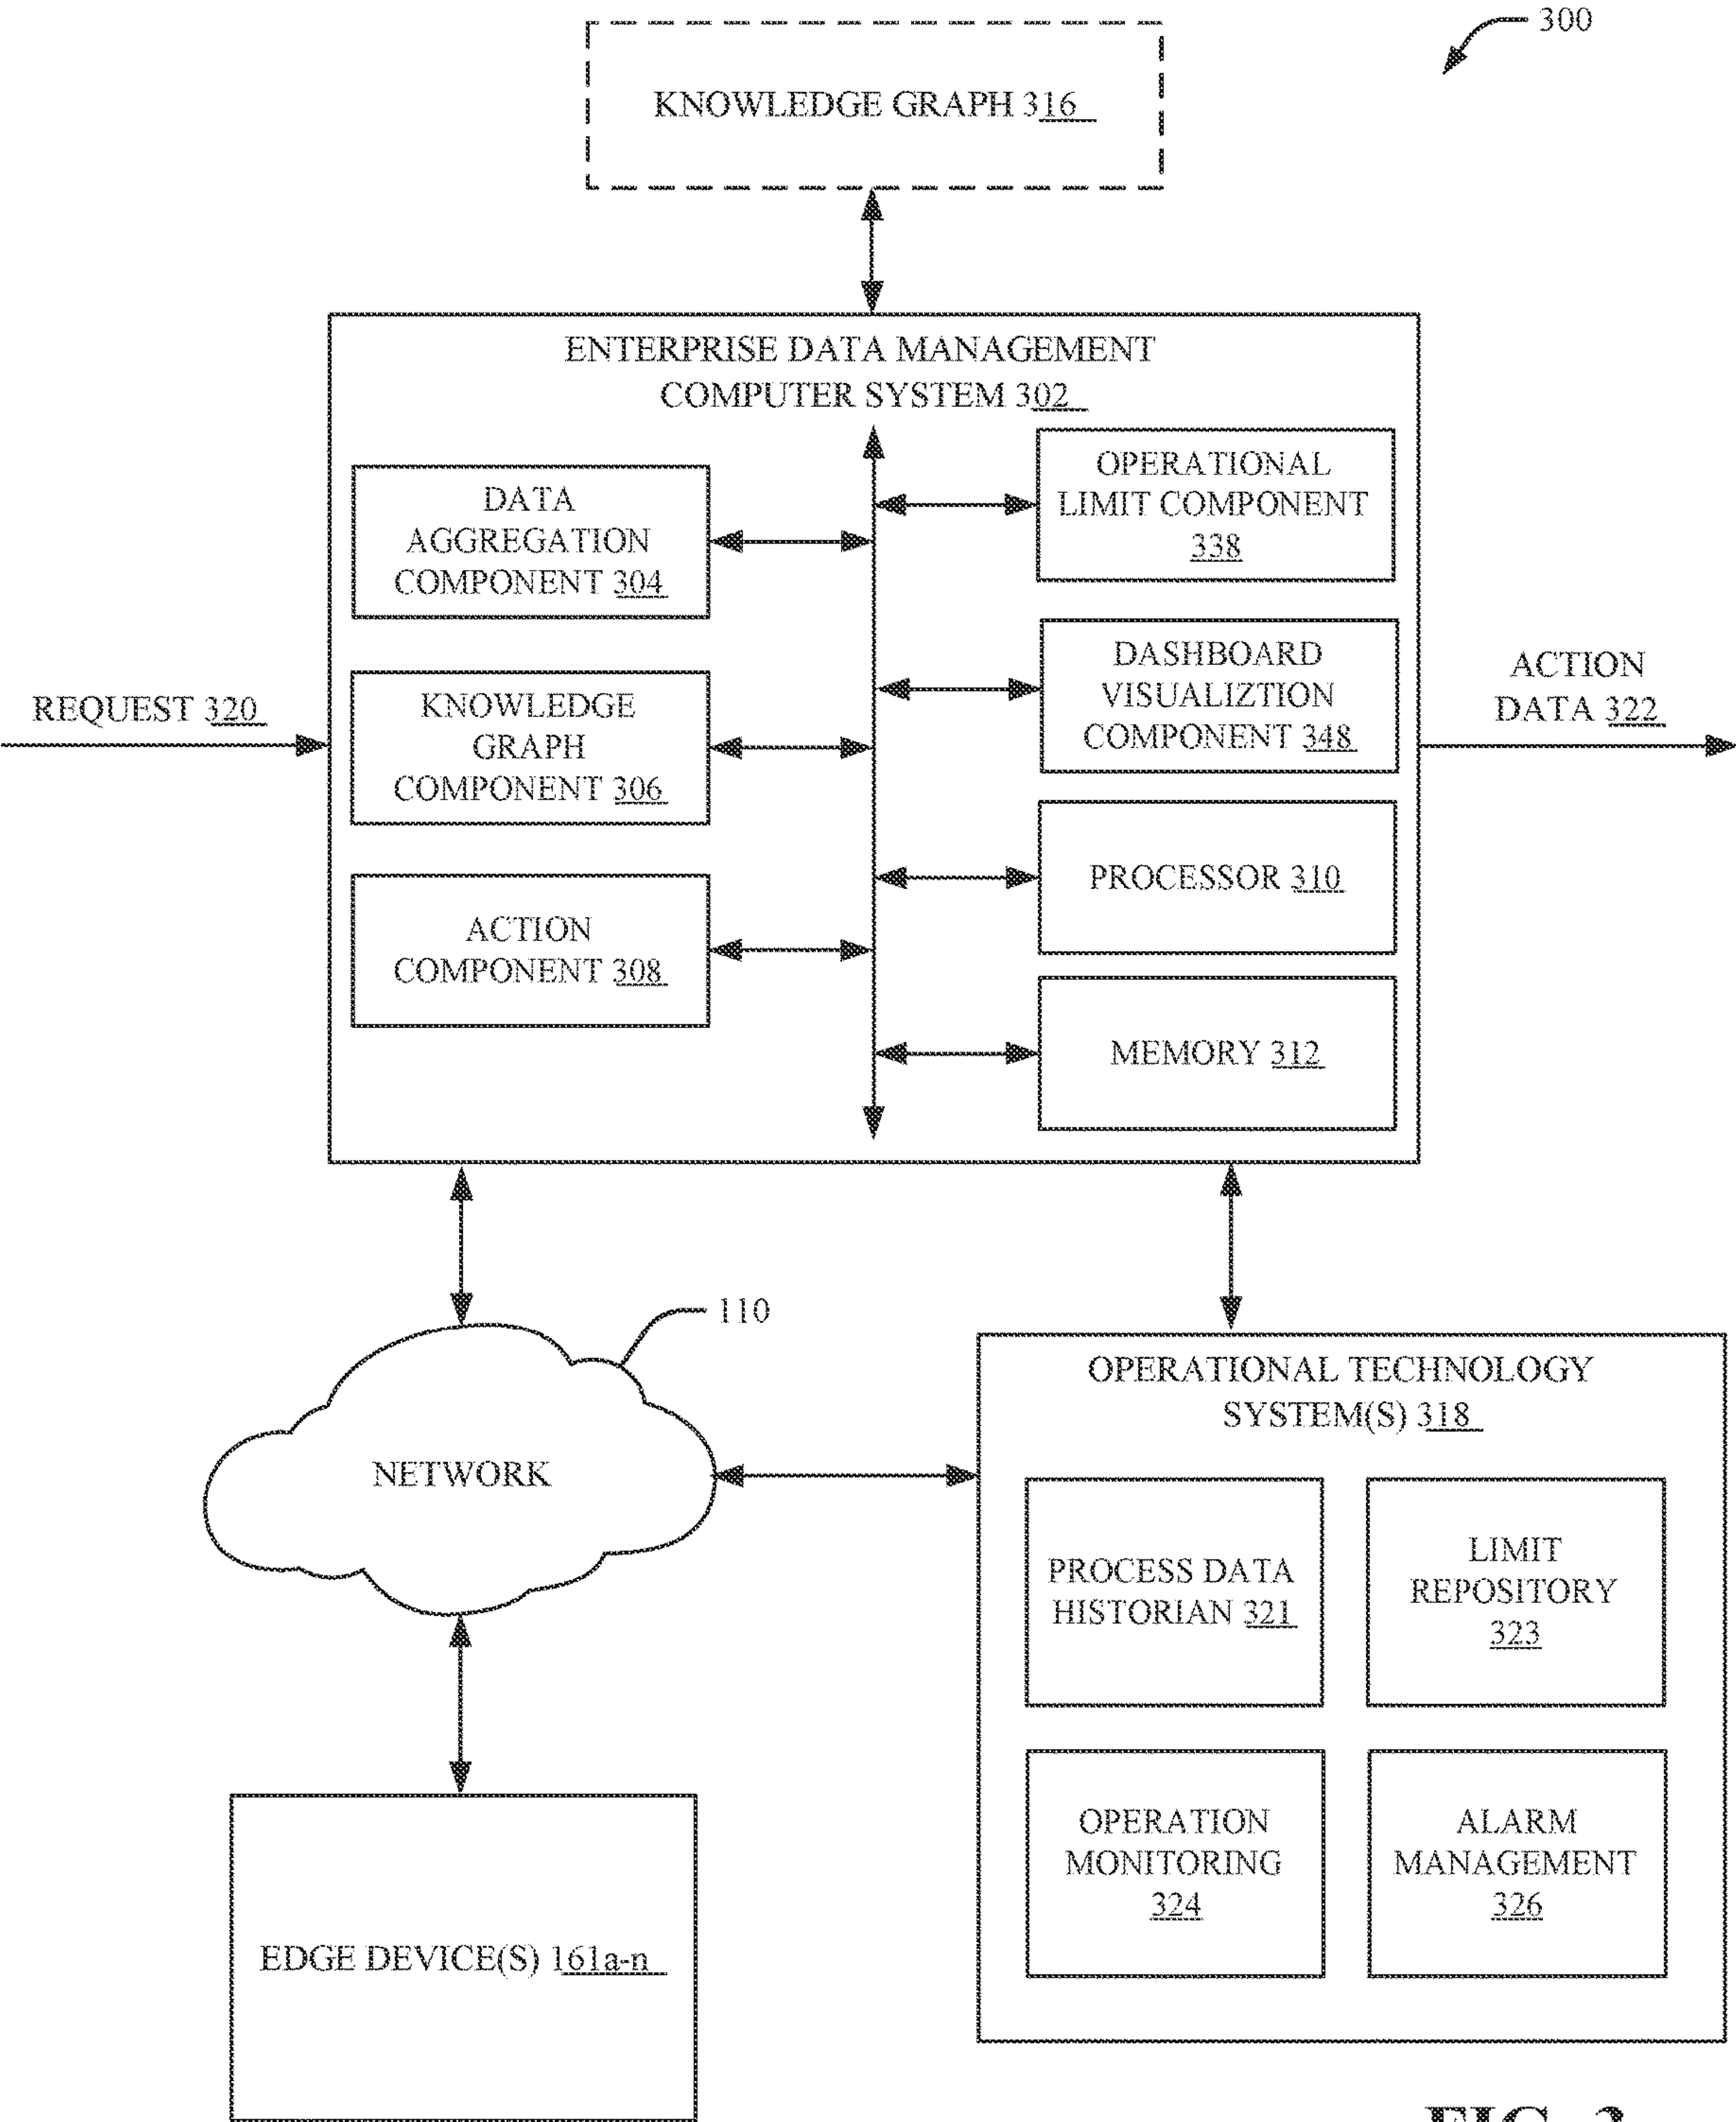 300
KNOWLEDGE GRAPH 316
ENTERPRISE DATA MANAGEMENT
COMPUTER SYSTEM 302
DATA
AGGREGATION
COMPONENT 304
OPERATIONAL
LIMIT COMPONENT
338
REQUEST 320
KNOWLEDGE
GRAPH
COMPONENT 306
DASHBOARD
VISUALIZTION
COMPONENT 348
ACTION
DATA 322
ACTION
COMPONENT 308
PROCESSOR 310
MEMORY 312
110
NETWORK
OPERATIONAL TECHNOLOGY
SYSTEM(S) 318
PROCESS DATA
HISTORIAN 321
LIMIT
REPOSITORY
323
OPERATION
MONITORING
324
ALARM
MANAGEMENT
326
EDGE DEVICE(S) 161a-n
FIG. 3